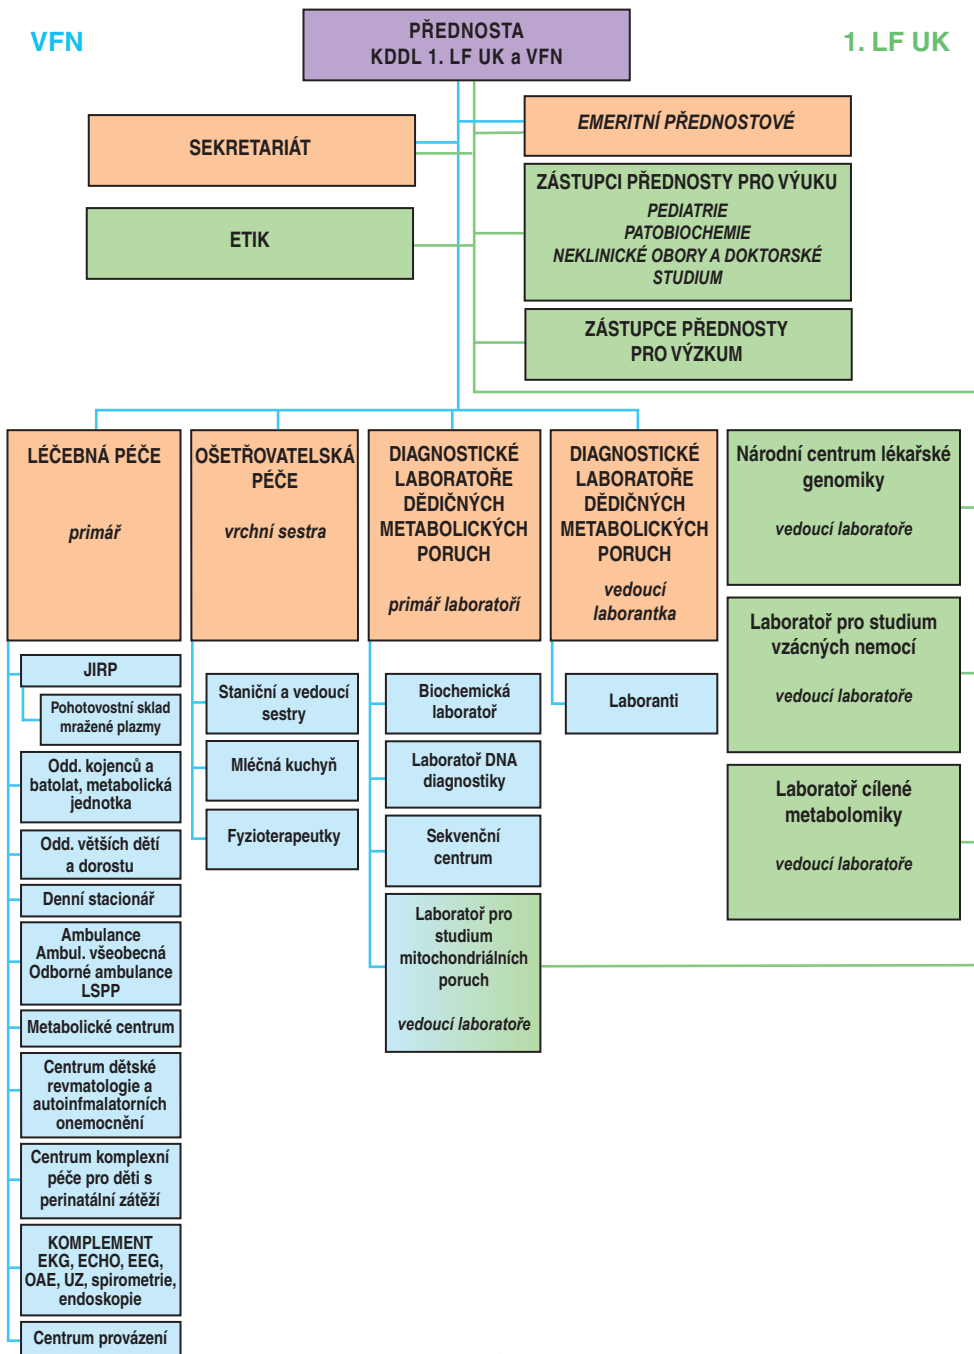 VFN
PŘEDNOSTA
KDDL 1. LF UK a VFN
1. LF UK
SEKRETARIÁT
EMERITNÍ PŘEDNOSTOVÉ
ETIK
ZÁSTUPCI PŘEDNOSTY PRO VÝUKU
PEDIATRIE
PATOBIOCHEMIE
NEKLINICKÉ OBORY A DOKTORSKÉ
STUDIUM
ZÁSTUPCE PŘEDNOSTY
PRO VÝZKUM
LÉČEBNÁ PÉČE
primář
OŠETŘOVATELSKÁ
PÉČE
vrchní sestra
DIAGNOSTICKÉ
LABORATOŘE
DĚDIČNÝCH
METABOLICKÝCH
PORUCH
primář laboratoří
DIAGNOSTICKÉ
LABORATOŘE
DĚDIČNÝCH
METABOLICKÝCH
PORUCH
vedoucí
laborantka
Národní centrum lékařské
genomiky
vedoucí laboratoře
Laboratoř pro studium
vzácných nemocí
vedoucí laboratoře
Laboratoř cílené
metabolomiky
vedoucí laboratoře
JIRP
Pohotovostní sklad
mražené plazmy
Odd. kojenců a
batolat, metabolická
jednotka
Odd. větších dětí
a dorostu
Denní stacionář
Ambulance
Ambul. všeobecná
Odborné ambulance
LSPP
Metabolické centrum
Centrum dětské
revmatologie a
autoinfmalatorních
onemocnění
Centrum komplexní
péče pro děti s
perinatální zátěží
KOMPLEMENT
EKG, ECHO, EEG,
OAE, UZ, spirometrie,
endoskopie
Centrum provázení
Staniční a vedoucí
sestry
Mléčná kuchyň
Fyzioterapeutky
Biochemická
laboratoř
Laboratoř DNA
diagnostiky
Sekvenční
centrum
Laboratoř pro
studium
mitochondriálních
poruch
vedoucí laboratoře
Laboranti